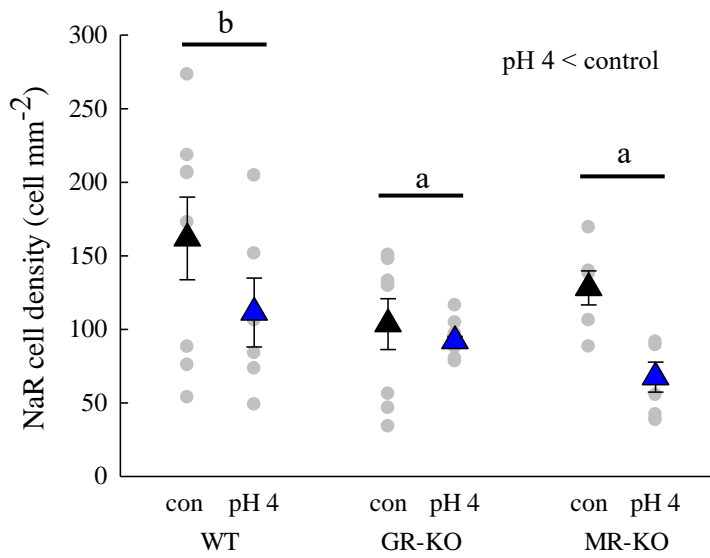 NaR cell density (cell mm-2)
300
250
200
150
100
50
0
b
a
a
pH 4 < control
con pH 4 con pH 4 con pH 4
WT GR-KO MR-KO